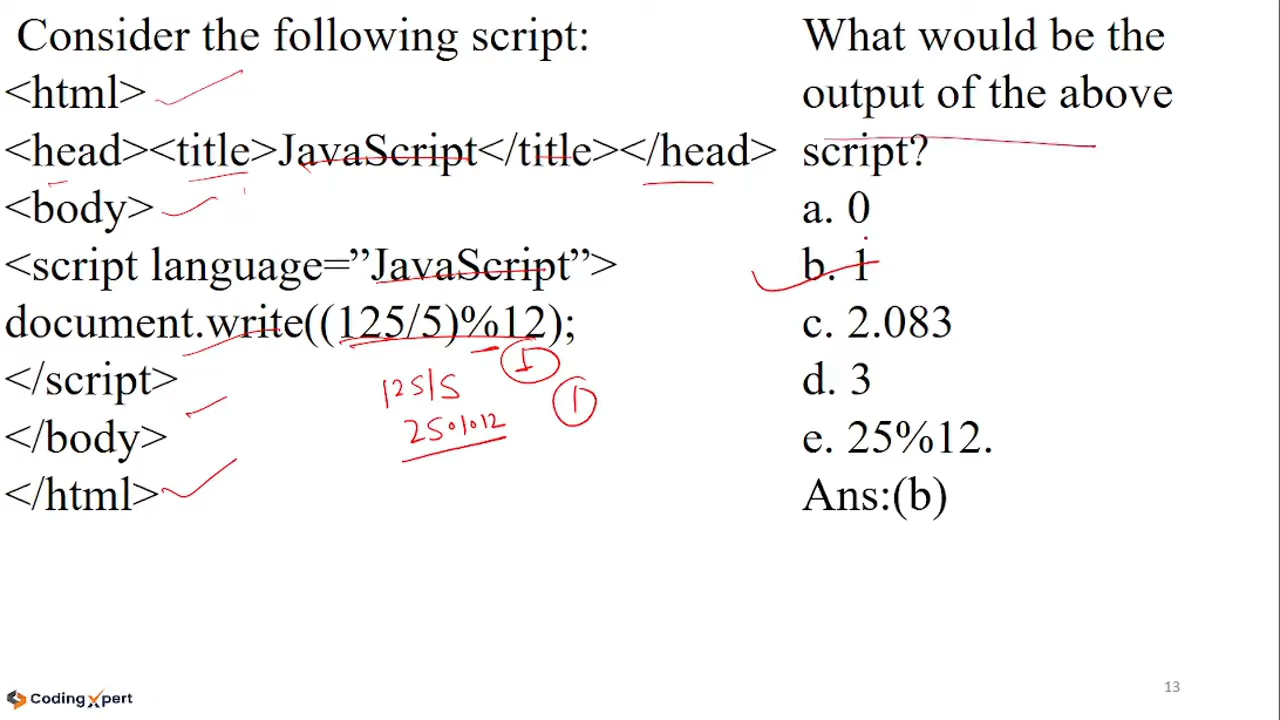 Consider the following script:
<html>
<head><title>JavaScript</title></head>
<body>
<script language=”JavaScript”>
document.write((125/5)%12);
</script>
</body>
</html>
125/5
25%12
1
1
What would be the
output of the above
script?
a. 0
b. 1
c. 2.083
d. 3
e. 25%12.
Ans:(b)
CodingXpert
13